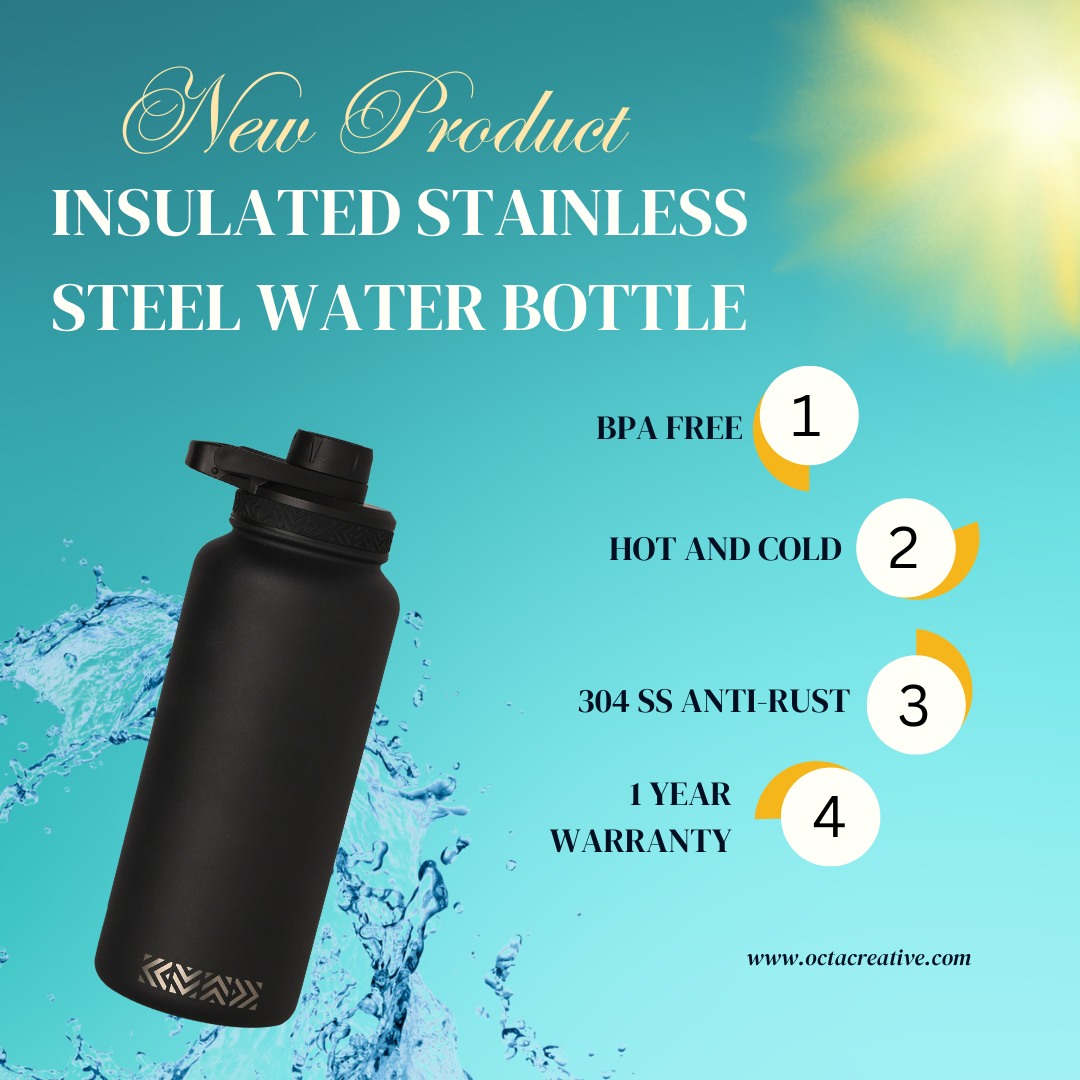 New Product
INSULATED STAINLESS
STEEL WATER BOTTLE
BPA FREE 1
HOT AND COLD 2
304 SS ANTI-RUST 3
1 YEAR
WARRANTY 4
www.octacreative.com